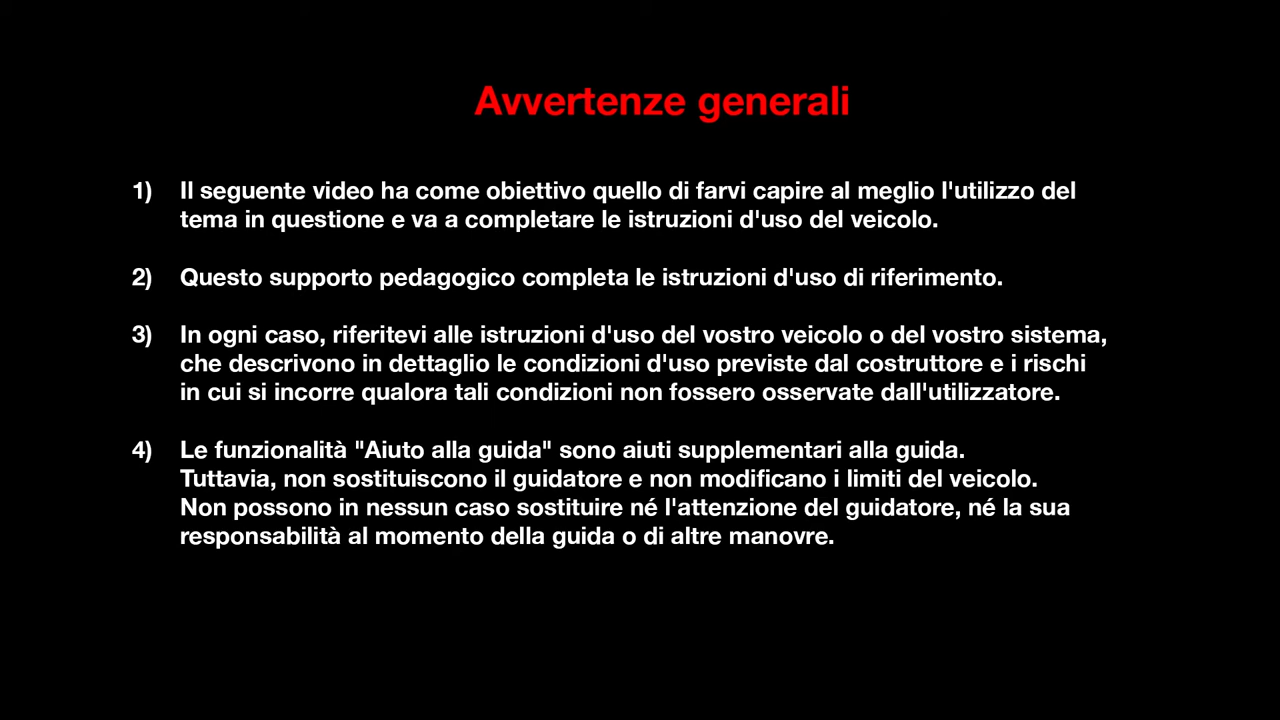 Avvertenze generali
1) Il seguente video ha come obiettivo quello di farvi capire al meglio l'utilizzo del
tema in questione e va a completare le istruzioni d'uso del veicolo.
2) Questo supporto pedagogico completa le istruzioni d'uso di riferimento.
3) In ogni caso, riferitevi alle istruzioni d'uso del vostro veicolo o del vostro sistema,
che descrivono in dettaglio le condizioni d'uso previste dal costruttore e i rischi
in cui si incorre qualora tali condizioni non fossero osservate dall'utilizzatore.
4) Le funzionalità "Aiuto alla guida" sono aiuti supplementari alla guida.
Tuttavia, non sostituiscono il guidatore e non modificano i limiti del veicolo.
Non possono in nessun caso sostituire né l'attenzione del guidatore, né la sua
responsabilità al momento della guida o di altre manovre.